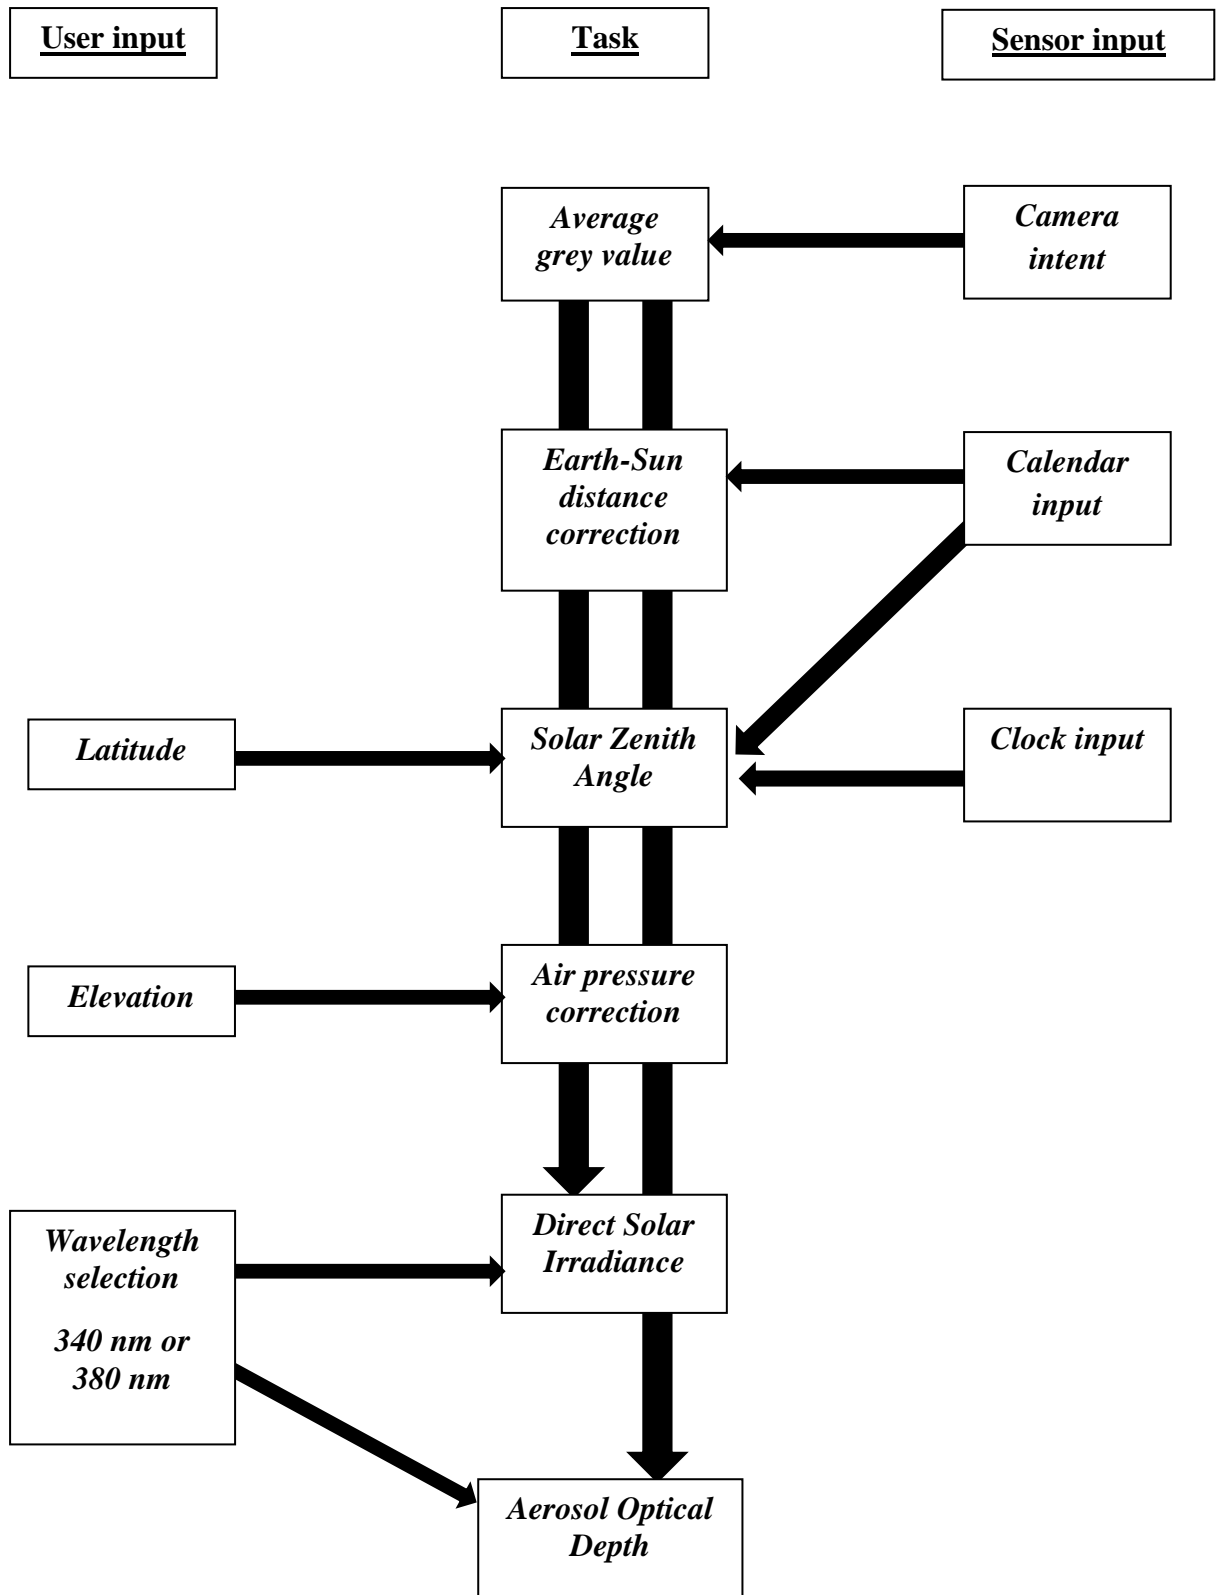 User input
Task
Sensor input
Average
grey value
Camera
intent
Earth-Sun
distance
correction
Calendar
input
Latitude
Solar Zenith
Angle
Clock input
Elevation
Air pressure
correction
Wavelength
selection
340 nm or
380 nm
Direct Solar
Irradiance
Aerosol Optical
Depth